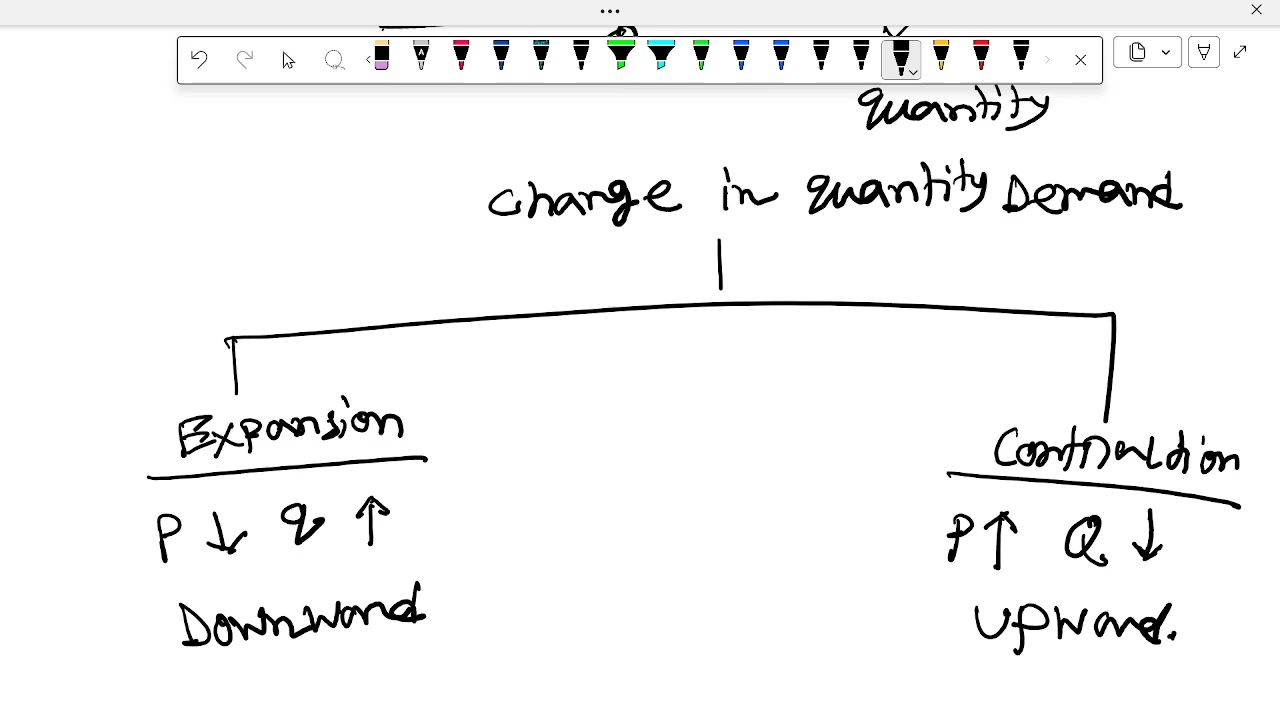 quantity
change in quantity Demand
Expansion
Contraction
P ↓ q ↑
P ↑ Q ↓
Downward
Upward.